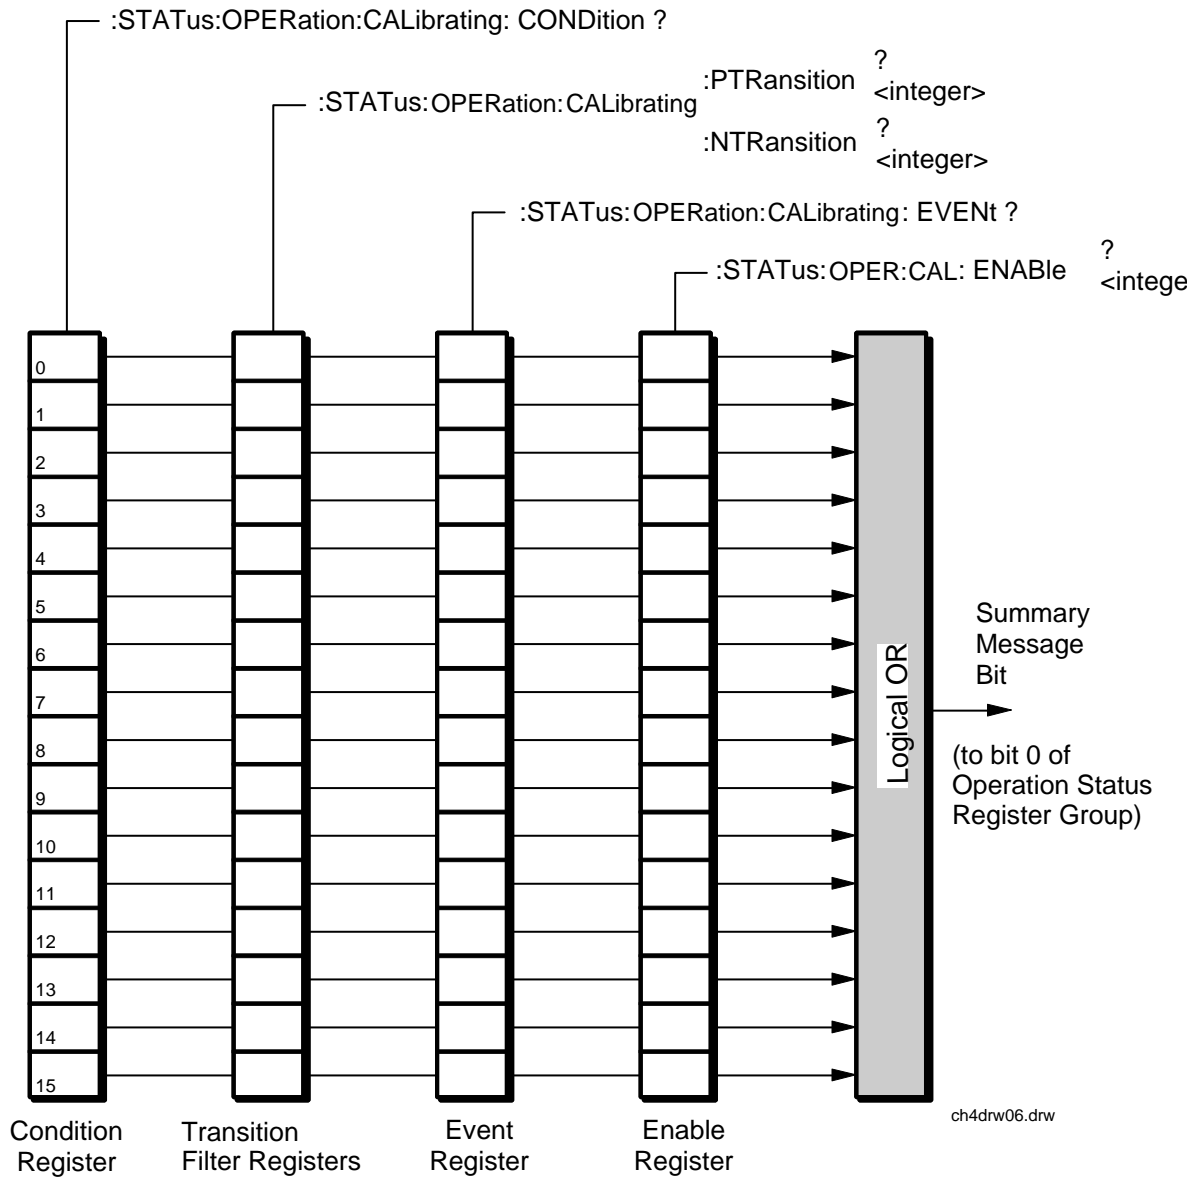 :STATus:OPERation:CALibrating: CONDition ?
?
:PTRansition <integer>
:STATus:OPERation:CALibrating
?
:NTRansition <integer>
:STATus:OPERation:CALibrating: EVENt ?
?
:STATus:OPER:CAL: ENABle <intege
0
1
2
3
4
5
6
7
8
9
10
11
12
13
14
15
Logical OR
Summary
Message
Bit
(to bit 0 of
Operation Status
Register Group)
ch4drw06.drw
Condition
Register
Transition
Filter Registers
Event
Register
Enable
Register